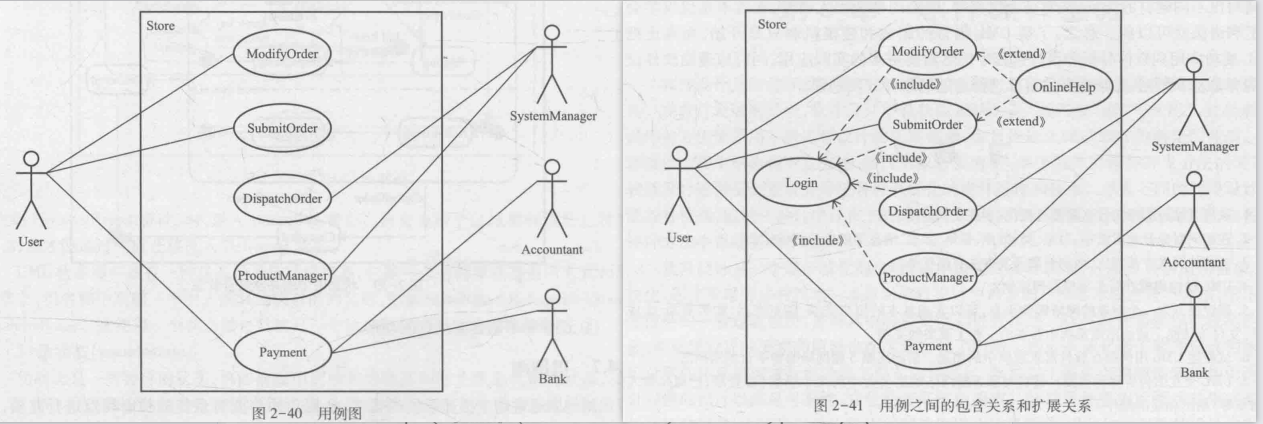 Store
ModifyOrder
SubmitOrder
DispatchOrder
ProductManager
Payment
User
SystemManager
Accountant
Bank
图 2-40 用例图
Store
ModifyOrder
《extend》
OnlineHelp
《include》
SubmitOrder
《extend》
《include》
《include》
Login
DispatchOrder
《include》
ProductManager
Payment
User
SystemManager
Accountant
Bank
图 2-41 用例之间的包含关系和扩展关系